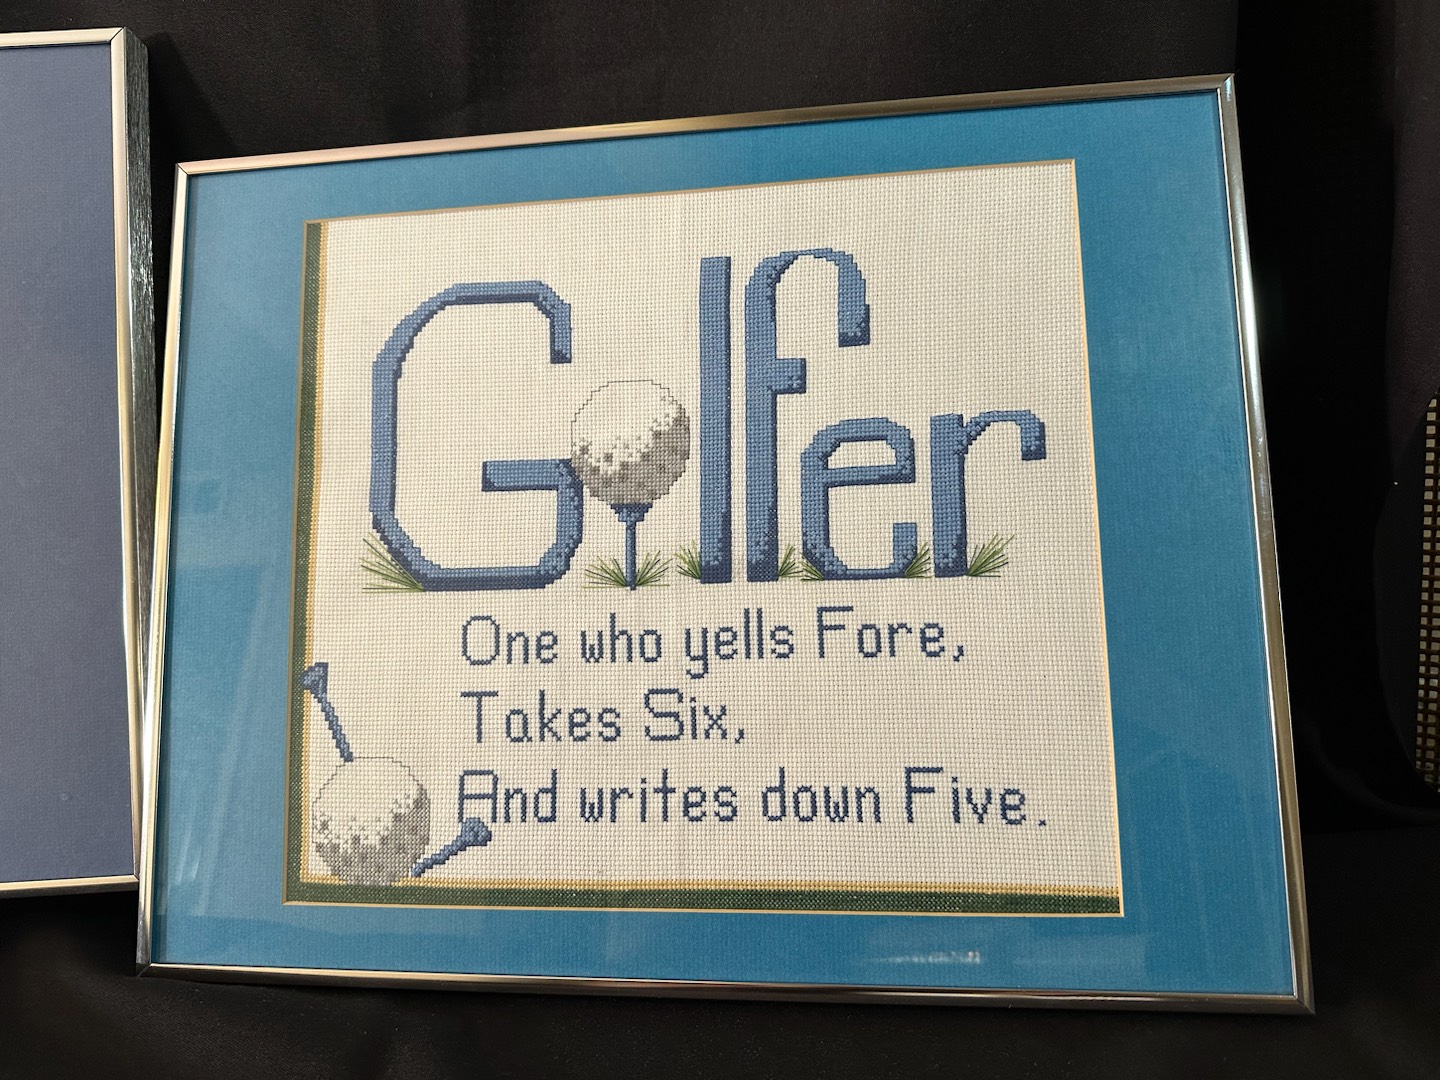 Golfer
One who yells Fore,
Takes Six,
And writes down Five.